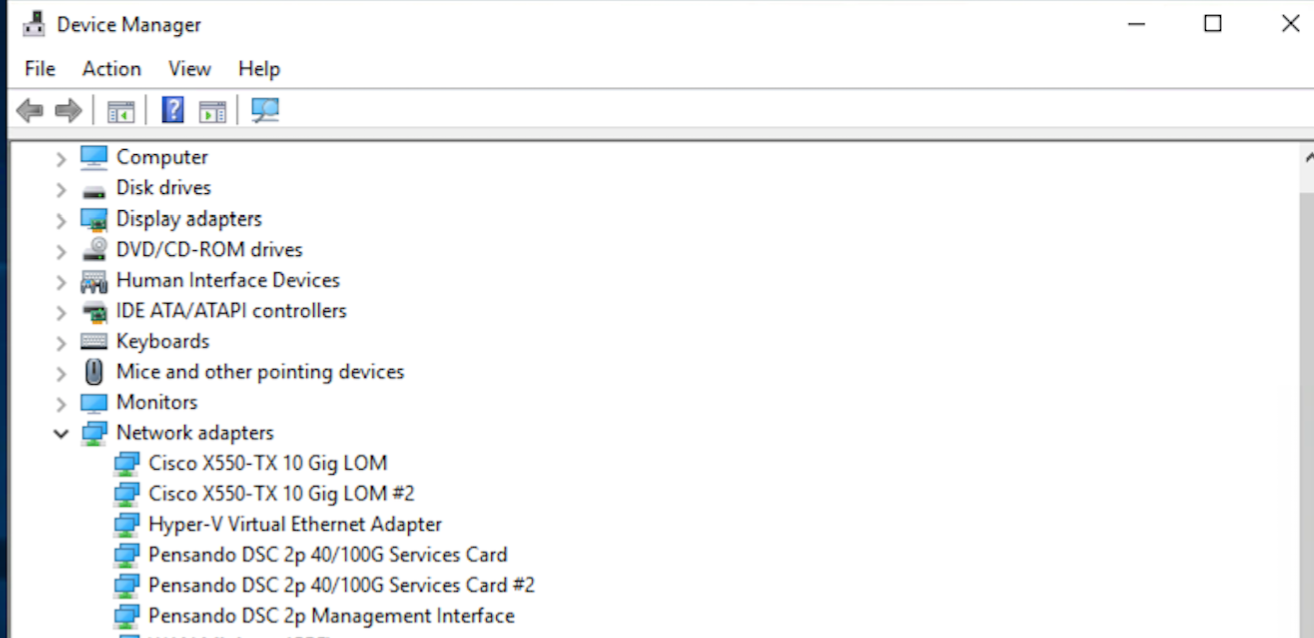 Device Manager
File Action View Help
Computer
Disk drives
Display adapters
DVD/CD-ROM drives
Human Interface Devices
IDE ATA/ATAPI controllers
Keyboards
Mice and other pointing devices
Monitors
Network adapters
Cisco X550-TX 10 Gig LOM
Cisco X550-TX 10 Gig LOM #2
Hyper-V Virtual Ethernet Adapter
Pensando DSC 2p 40/100G Services Card
Pensando DSC 2p 40/100G Services Card #2
Pensando DSC 2p Management Interface